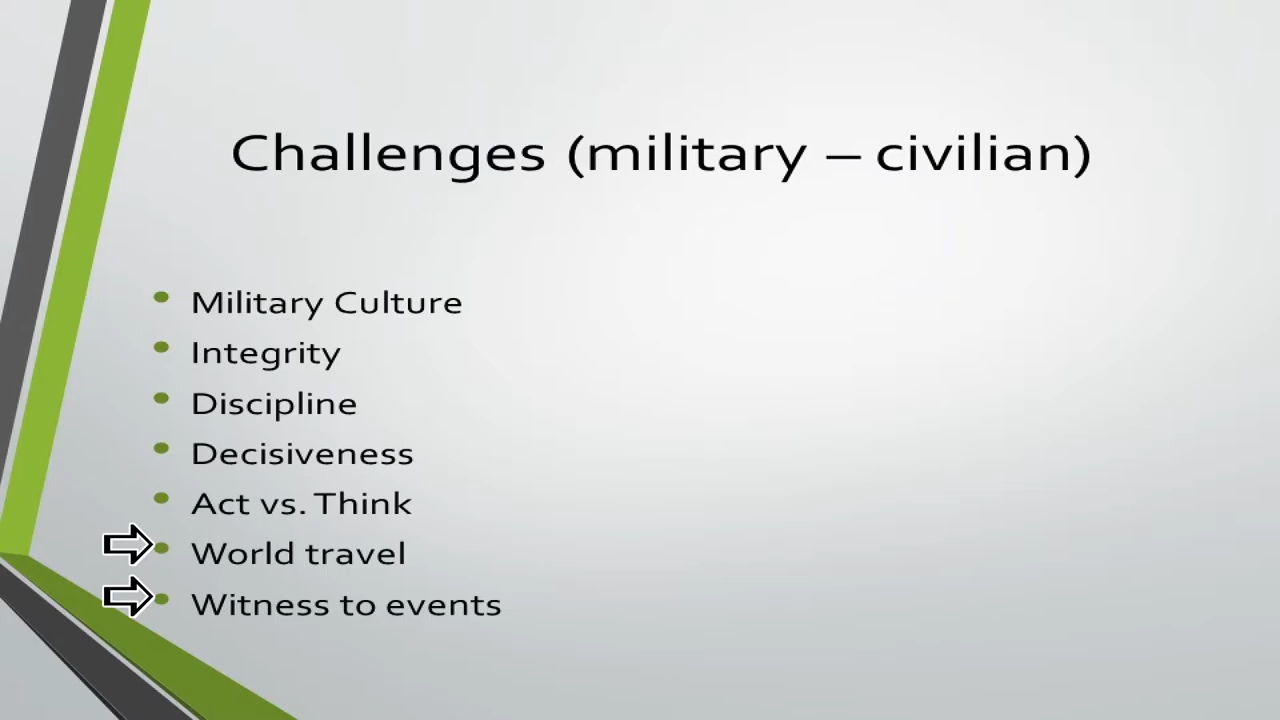 Challenges (military – civilian)
Military Culture
Integrity
Discipline
Decisiveness
Act vs. Think
World travel
Witness to events